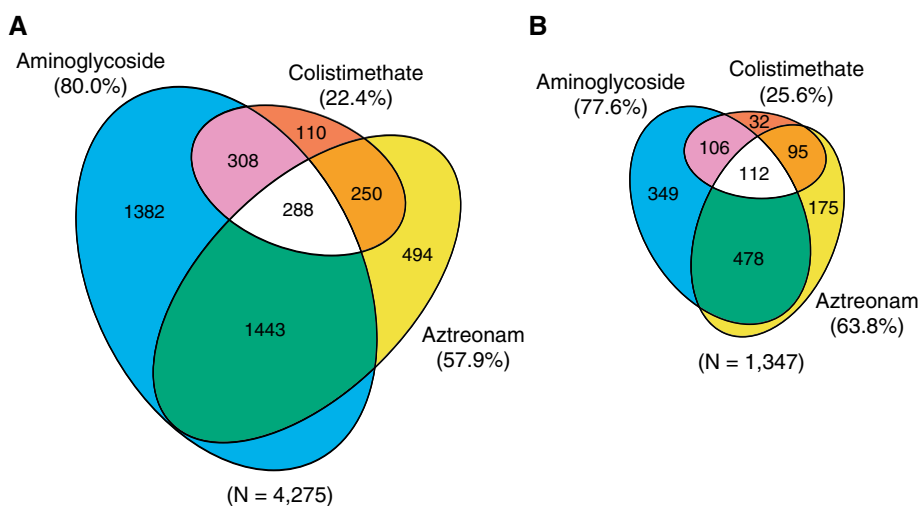 A
Aminoglycoside
(80.0%)
Colistimethate
(22.4%)
110
308
250
1382
288
494
1443
Aztreonam
(57.9%)
(N = 4,275)
B
Aminoglycoside
(77.6%)
Colistimethate
(25.6%)
32
106
95
112
349
175
478
Aztreonam
(63.8%)
(N = 1,347)